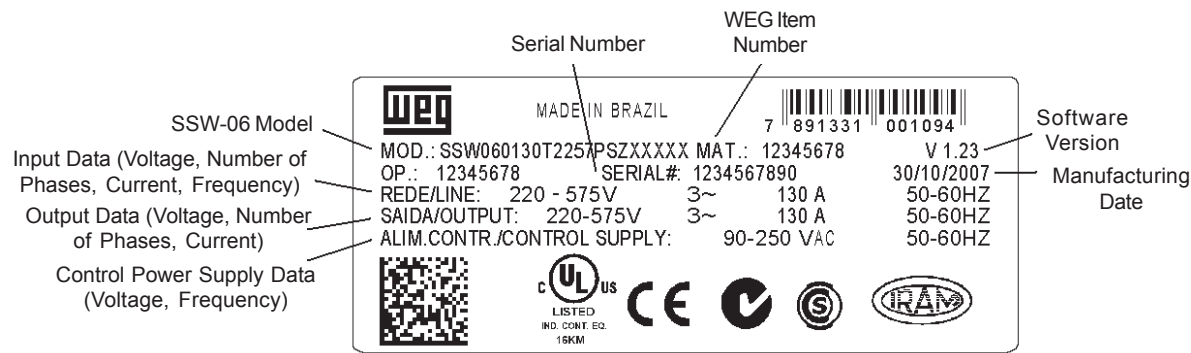 WEG Item
Number
Serial Number
SSW-06 Model
Input Data (Voltage, Number of
Phases, Current, Frequency)
Output Data (Voltage, Number
of Phases, Current)
Control Power Supply Data
(Voltage, Frequency)
weg
MADE IN BRAZIL
7 891331 001094
MOD.: SSW060130T2257PSZXXXXX MAT.: 12345678 V 1.23
OP.: 12345678 SERIAL#: 1234567890 30/10/2007
REDE/LINE: 220 - 575V 3~ 130 A 50-60HZ
SAIDA/OUTPUT: 220-575V 3~ 130 A 50-60HZ
ALIM.CONTR./CONTROL SUPPLY: 90-250 VAC 50-60HZ
C UL US
LISTED
IND. CONT. EQ.
16KM
CE
S
IRAM
Software
Version
Manufacturing
Date